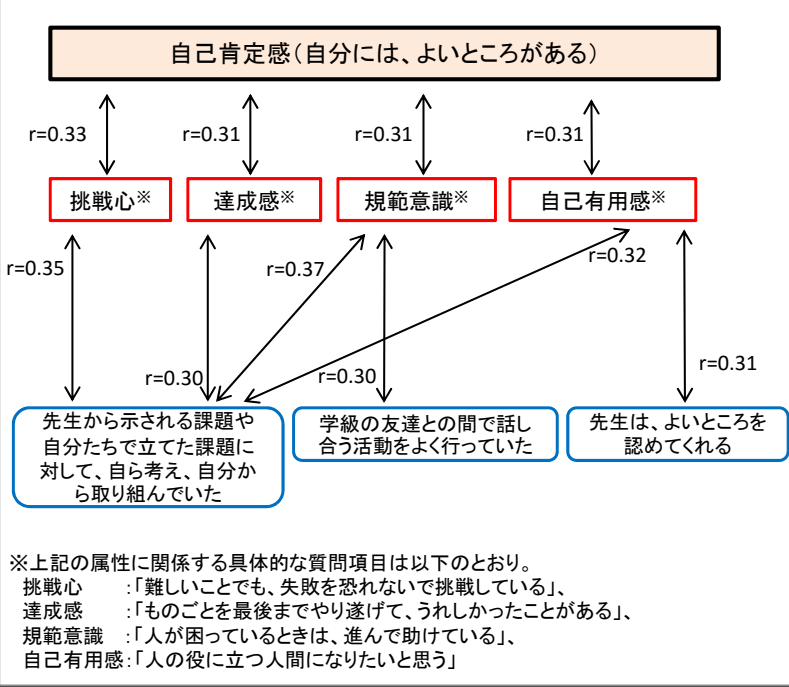 自己肯定感（自分には、よいところがある）
r=0.33
r=0.31
r=0.31
r=0.31
挑戦心※
達成感※
規範意識※
自己有用感※
r=0.35
r=0.37
r=0.32
r=0.30
r=0.30
r=0.31
先生から示される課題や
自分たちで立てた課題に
対して、自ら考え、自分か
ら取り組んでいた
学級の友達との間で話し
合う活動をよく行っていた
先生は、よいところを
認めてくれる
※上記の属性に関係する具体的な質問項目は以下のとおり。
挑戦心　　：「難しいことでも、失敗を恐れないで挑戦している」、
達成感　　：「ものごとを最後までやり遂げて、うれしかったことがある」、
規範意識　：「人が困っているときは、進んで助けている」、
自己有用感：「人の役に立つ人間になりたいと思う」